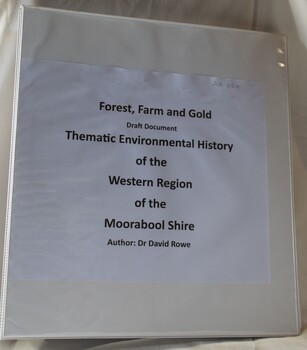 Forest, Farm and Gold
Draft Document
Thematic Environmental History
of the
Western Region
of the
Moorabool Shire
Author: Dr David Rowe